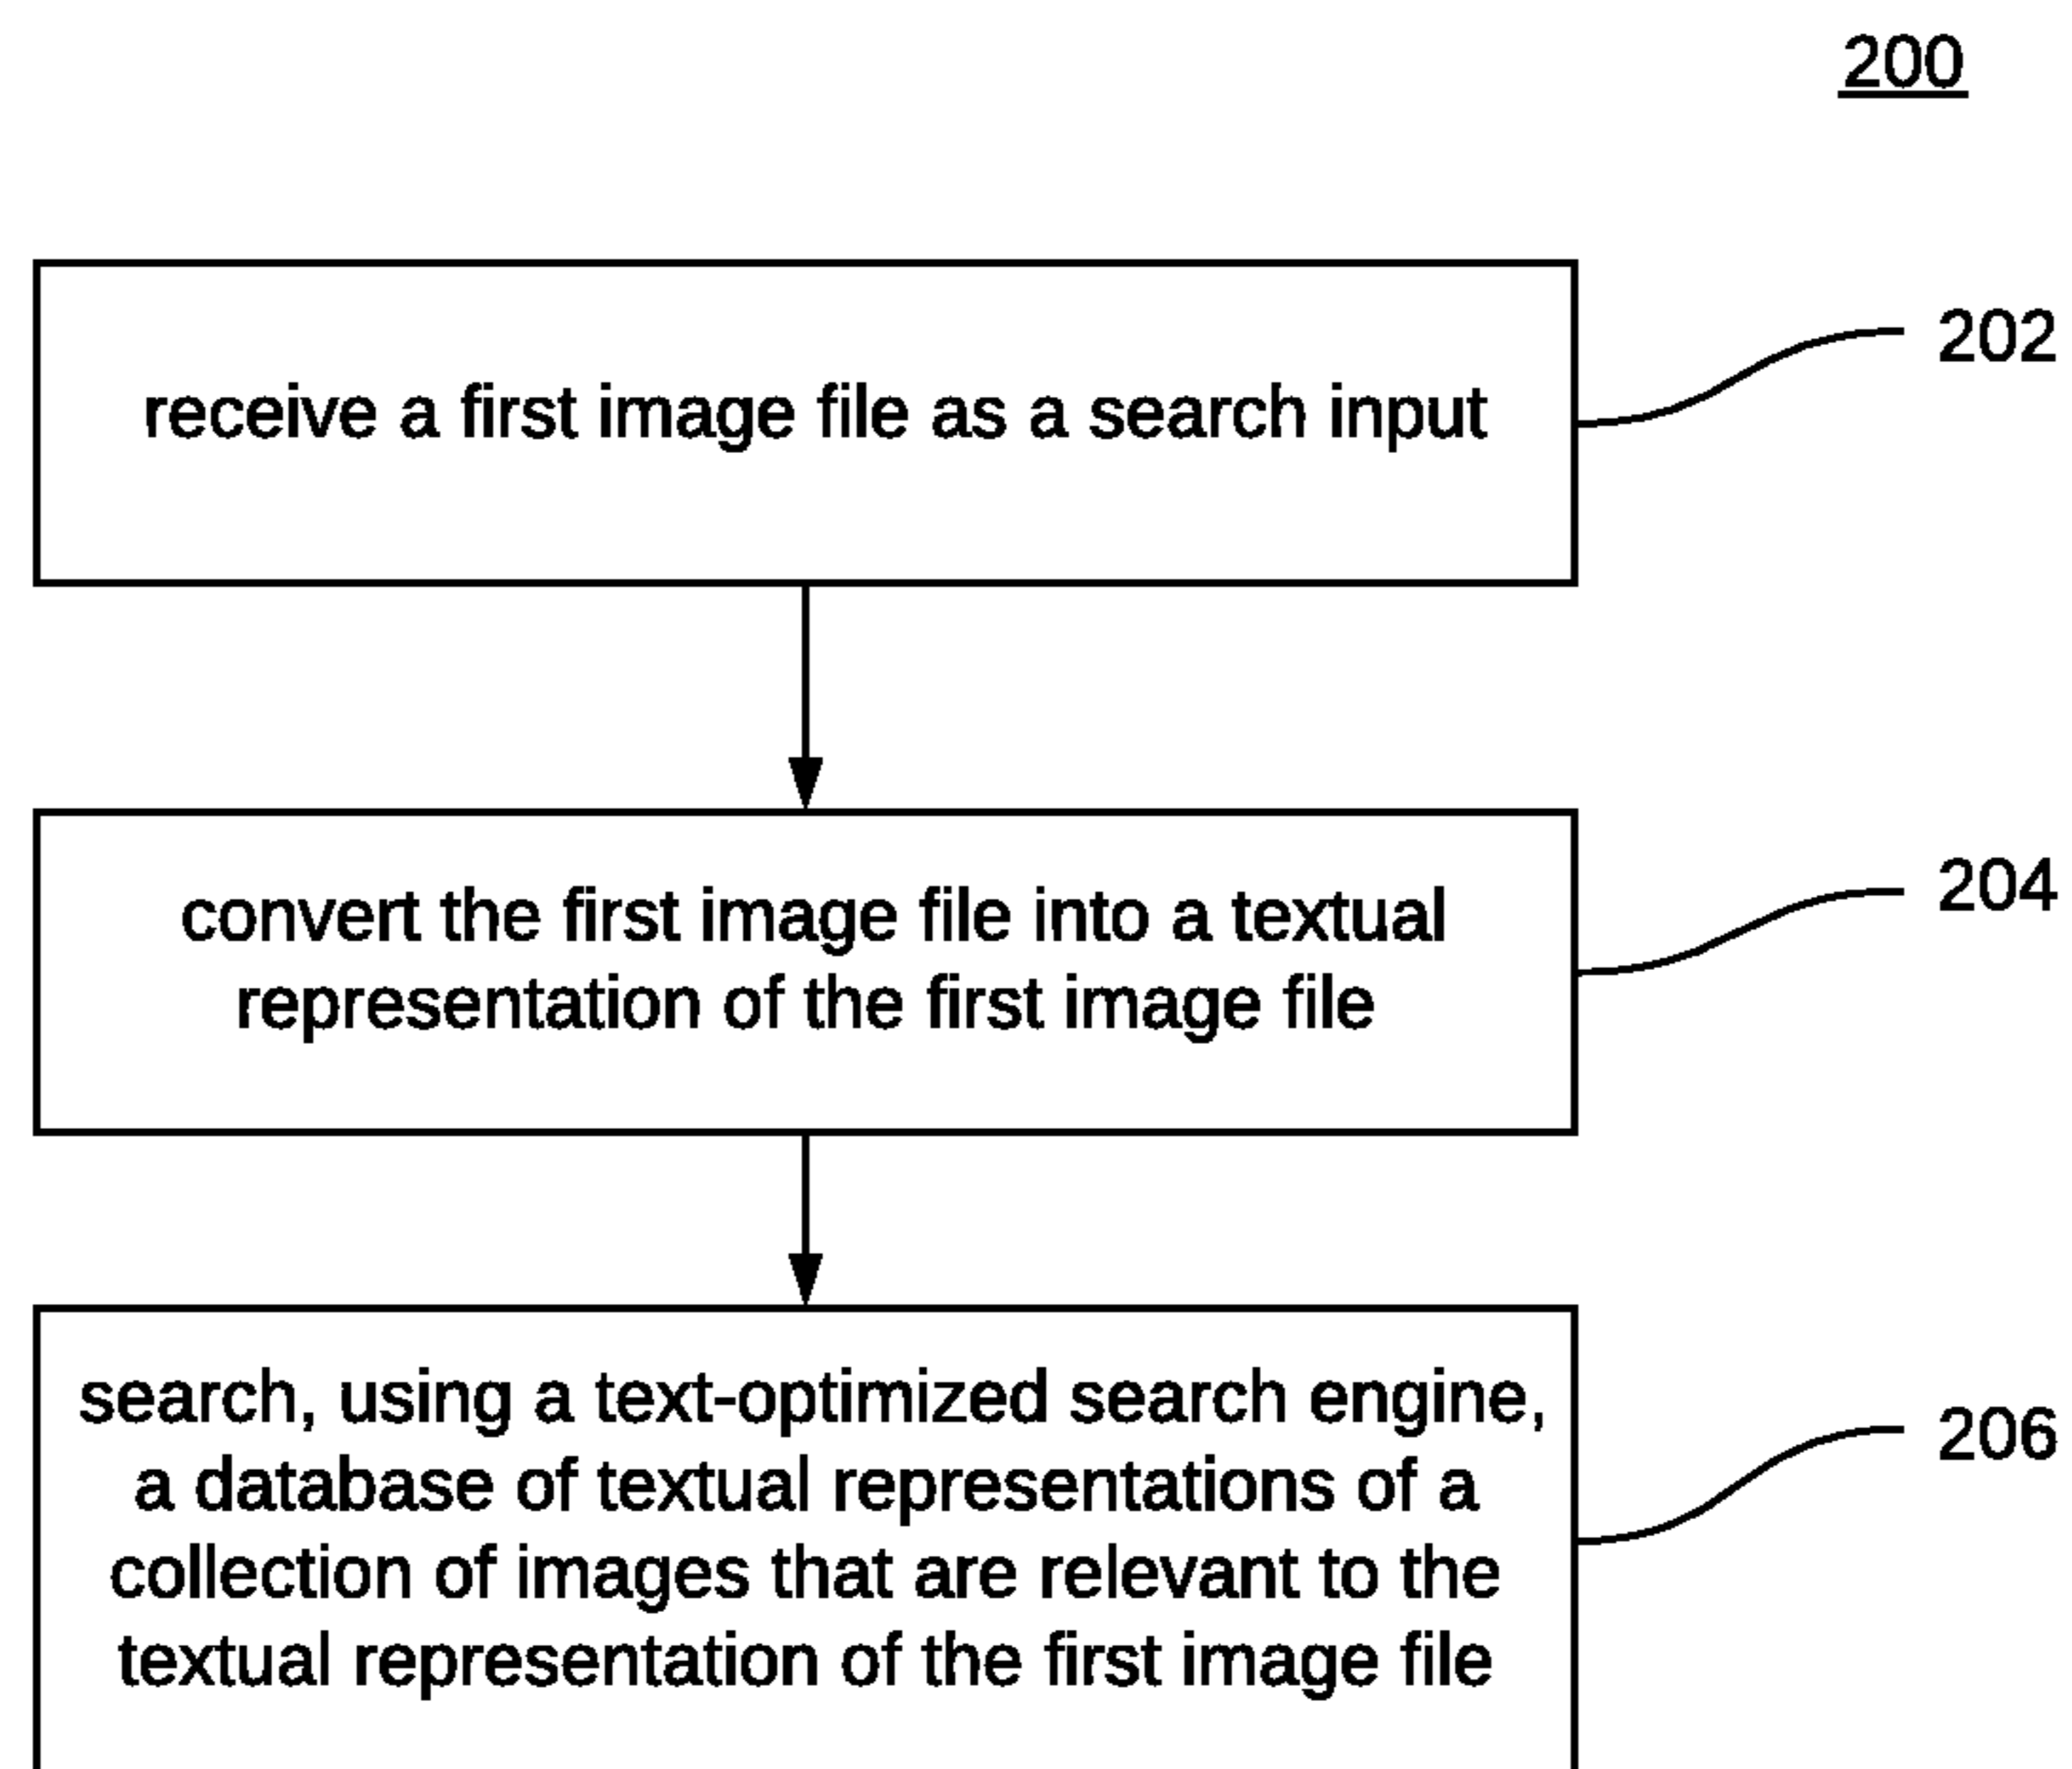 200
receive a first image file as a search input
202
convert the first image file into a textual
representation of the first image file
204
search, using a text-optimized search engine,
a database of textual representations of a
collection of images that are relevant to the
textual representation of the first image file
206